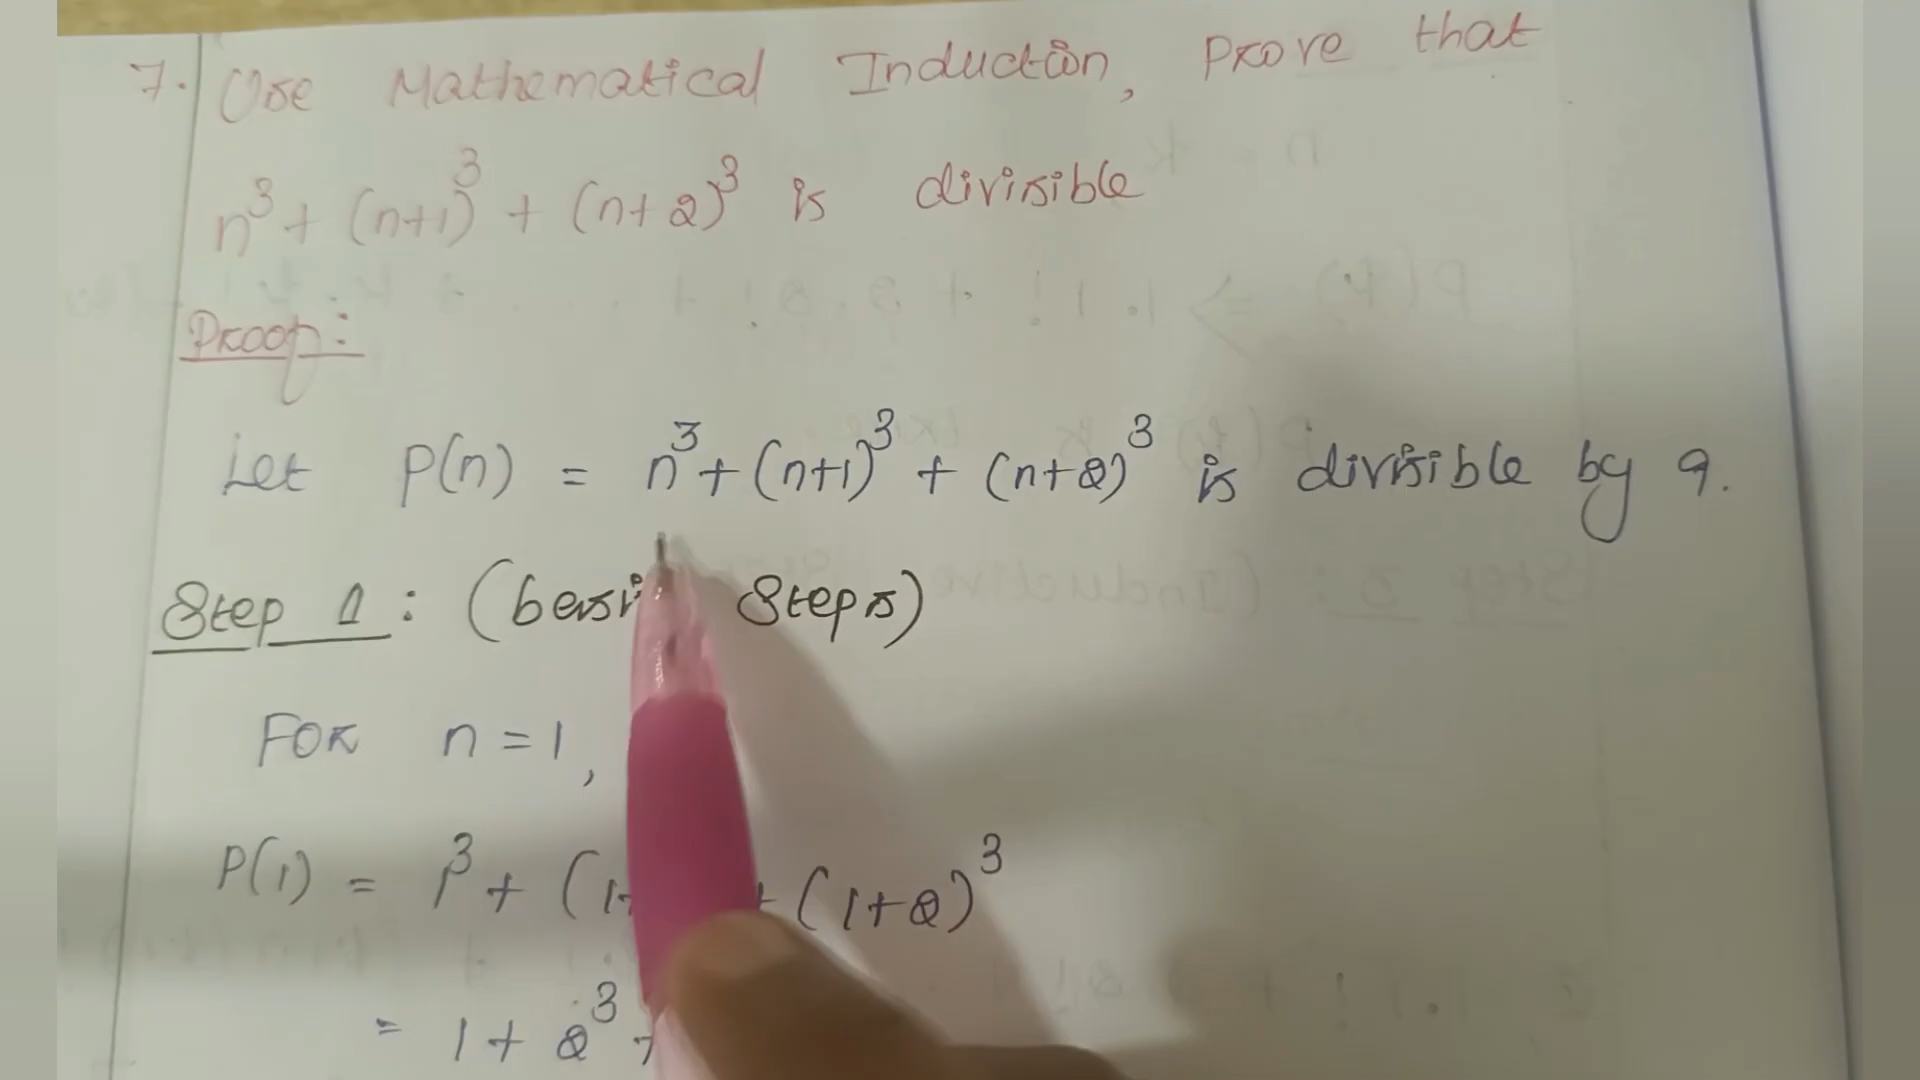 7. Use Mathematical Induction, Prove that
n³ + (n+1)³ + (n+2)³ is divisible
Proof:
Let P(n) = n³ + (n+1)³ + (n+2)³ is divisible by 9.
Step 1: (basi Steps)
For n = 1,
P(1) = 1³ + (1+ + (1+2)³
= 1 + 2³ +